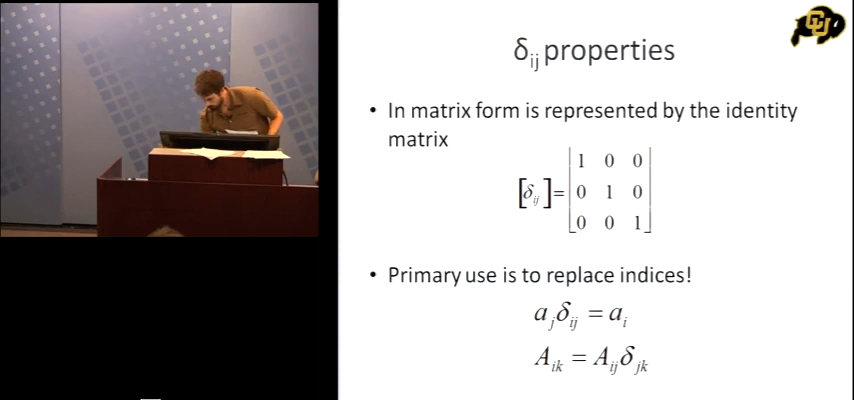 CU
δij properties
• In matrix form is represented by the identity
matrix
[δij] = [1 0 0
0 1 0
0 0 1]
• Primary use is to replace indices!
ajδij = ai
Aik = Aijδjk